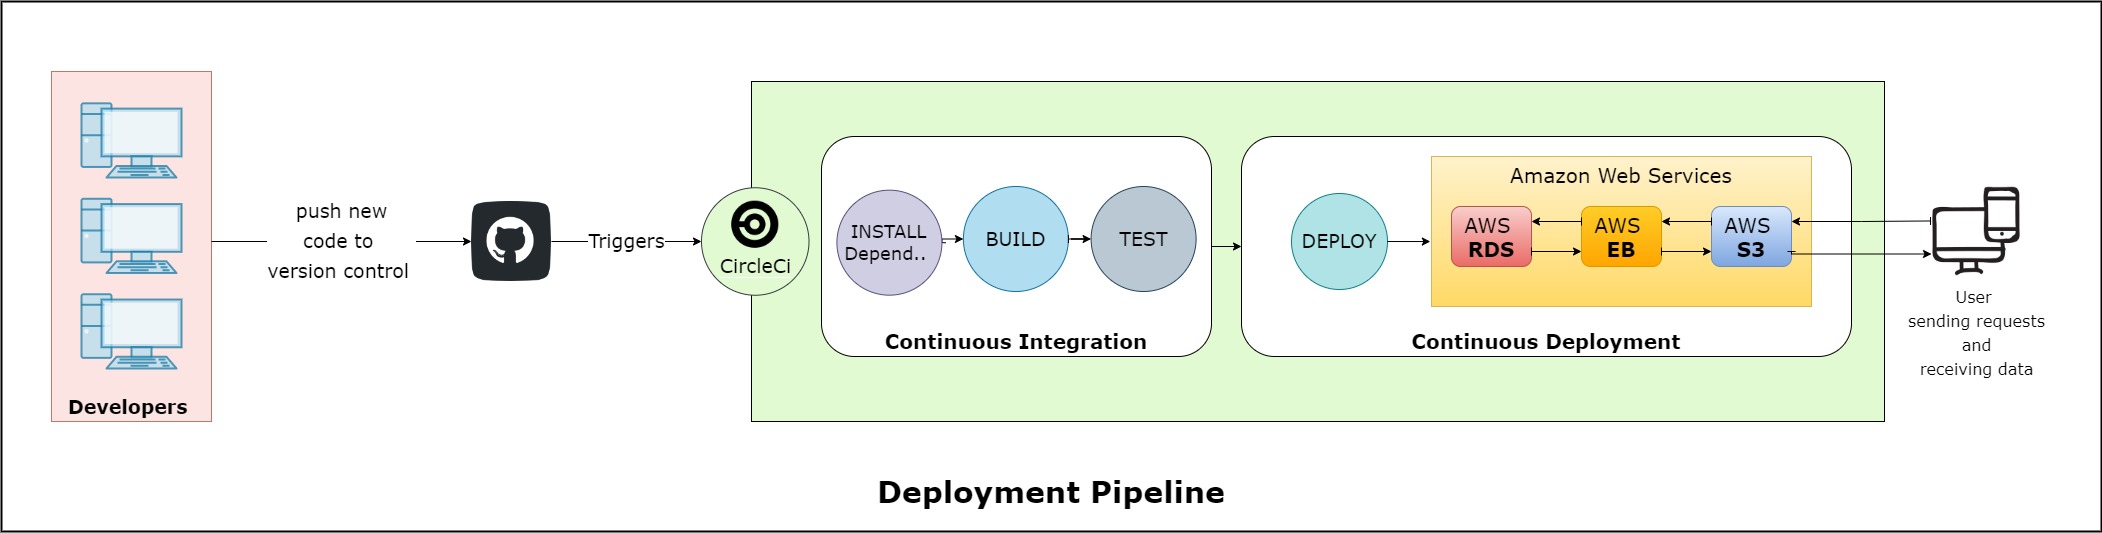 Developers
push new
code to
version control
Triggers
CircleCi
INSTALL
Depend..
BUILD
TEST
Continuous Integration
DEPLOY
Amazon Web Services
AWS
RDS
AWS
EB
AWS
S3
Continuous Deployment
User
sending requests
and
receiving data
Deployment Pipeline